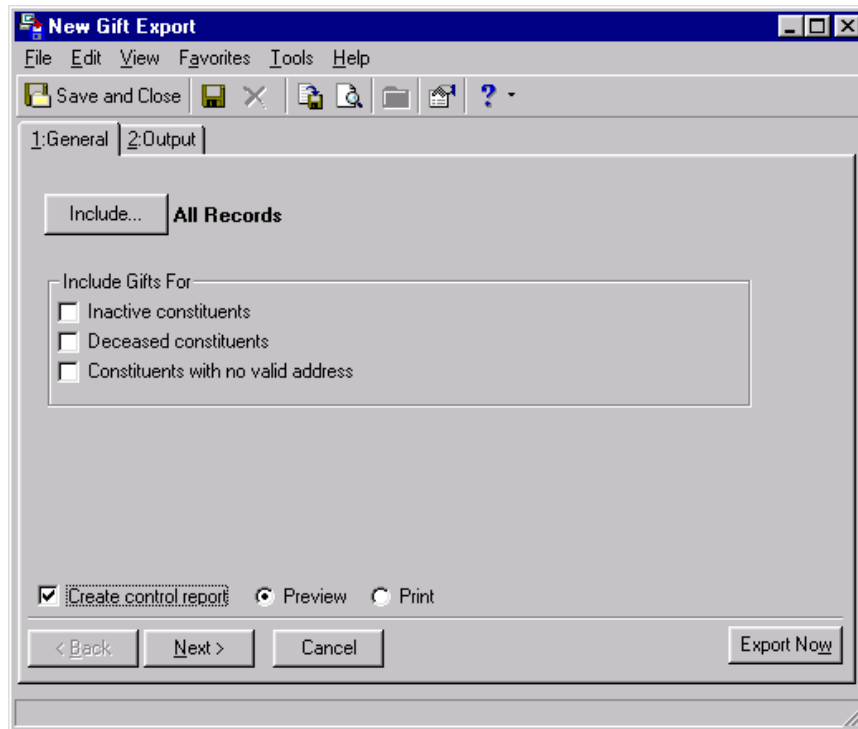 New Gift Export
File Edit View Favorites Tools Help
Save and Close ?
1:General 2:Output
Include... All Records
Include Gifts For
Inactive constituents
Deceased constituents
Constituents with no valid address
Create control report Preview Print
< Back Next > Cancel Export Now